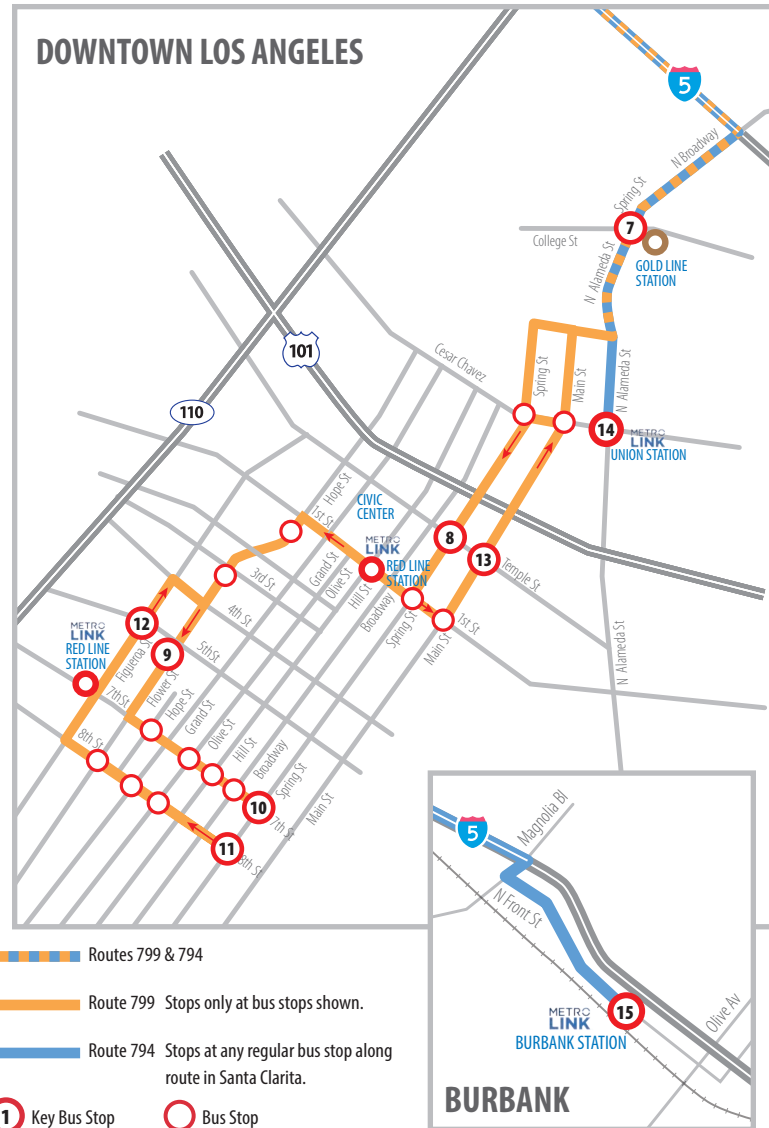 DOWNTOWN LOS ANGELES
5
N Broadway
Spring St
7
College St
GOLD LINE
STATION
N Alameda St
101
Cesar Chavez
Spring St
Main St
N Alameda St
110
14
METRO
LINK
UNION STATION
Hope St
1st St
CIVIC
CENTER
METRO
LINK
RED LINE
STATION
8
13
Temple St
Grand St
Olive St
Hill St
Broadway
Spring St
Main St
1st St
3rd St
4th St
5thSt
12
METRO
LINK
RED LINE
STATION
Figueroa St
9
Flower St
7thSt
Hope St
Grand St
Olive St
Hill St
Broadway
Spring St
Main St
N Alameda St
8th St
10
7th St
11
8th St
5
Magnolia Bl
N Front St
15
METRO
LINK
BURBANK STATION
Olive Av
BURBANK
Routes 799 & 794
Route 799 Stops only at bus stops shown.
Route 794 Stops at any regular bus stop along
route in Santa Clarita.
1 Key Bus Stop
Bus Stop